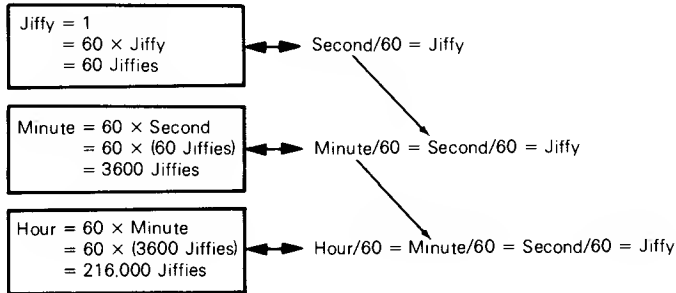 Jiffy = 1
= 60 × Jiffy
= 60 Jiffies
Second/60 = Jiffy
Minute = 60 × Second
= 60 × (60 Jiffies)
= 3600 Jiffies
Minute/60 = Second/60 = Jiffy
Hour = 60 × Minute
= 60 × (3600 Jiffies)
= 216.000 Jiffies
Hour/60 = Minute/60 = Second/60 = Jiffy